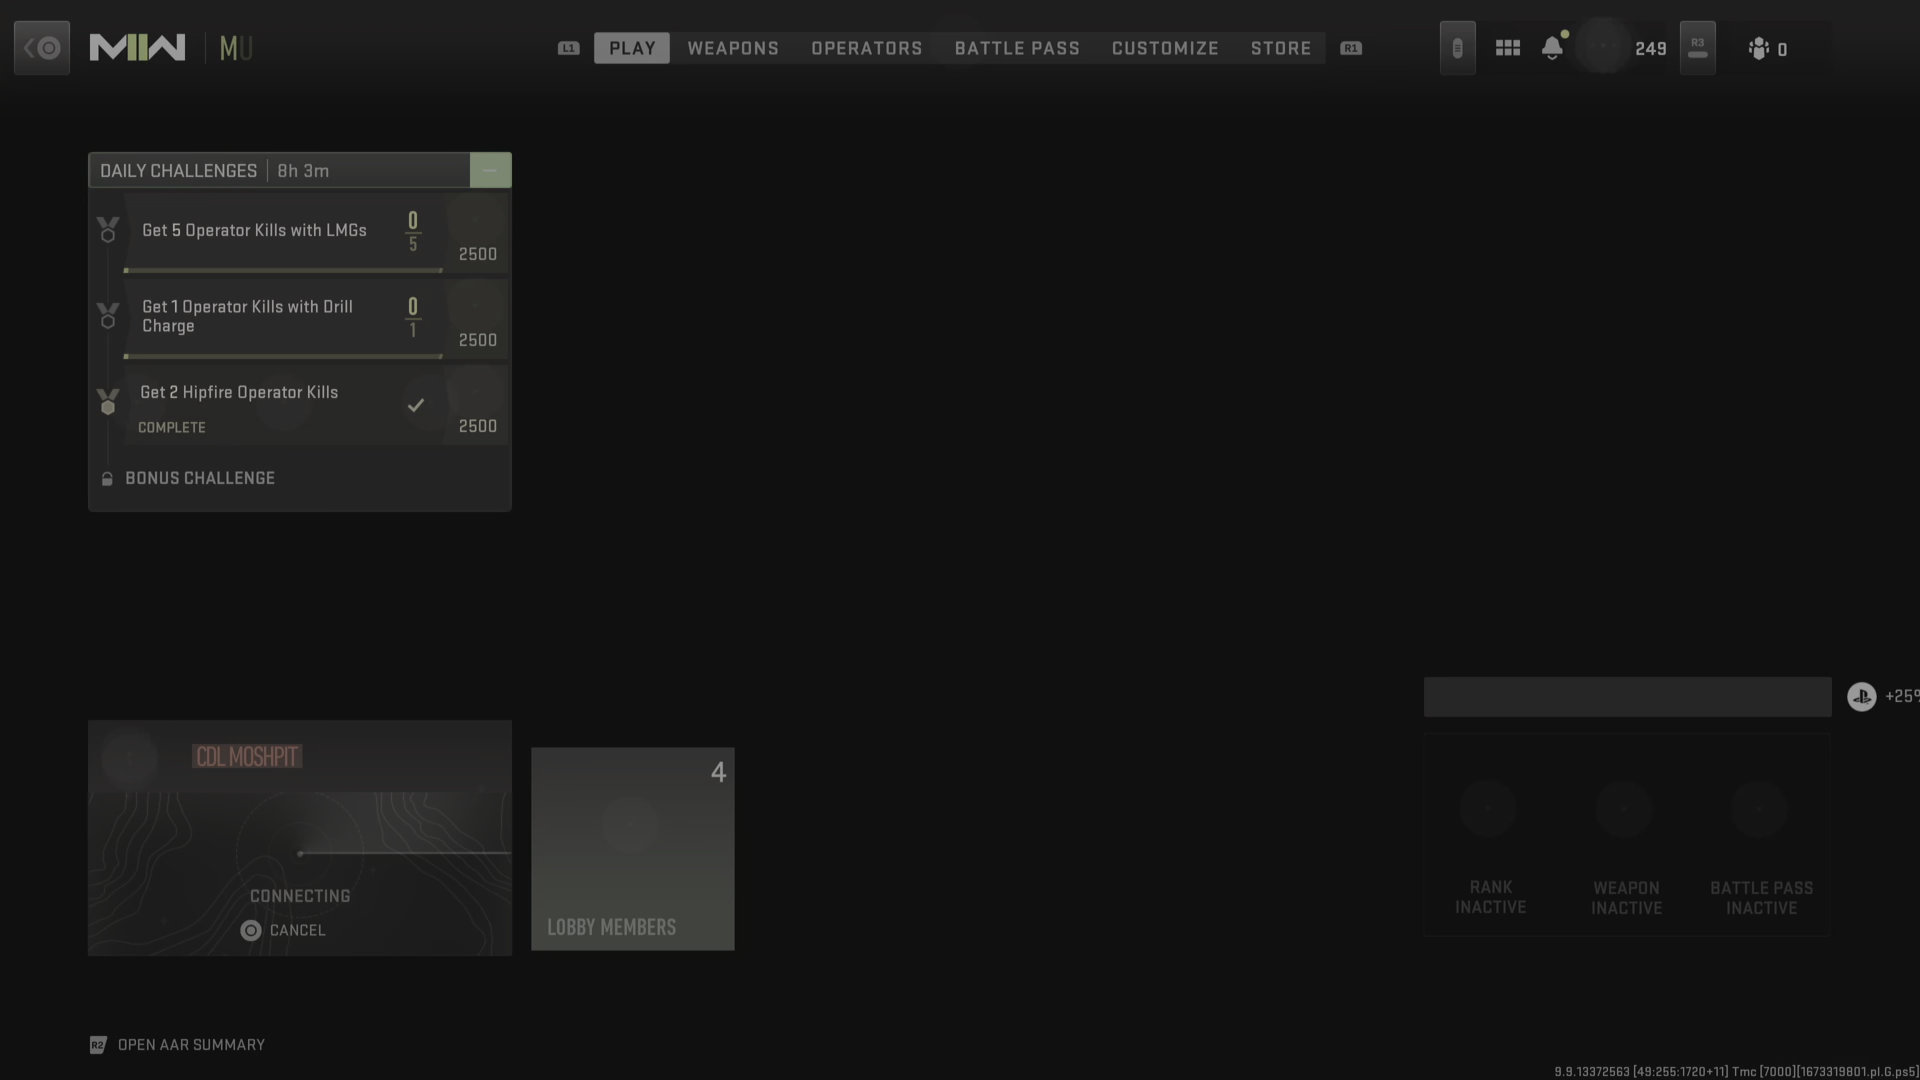 MW MU
L1 PLAY WEAPONS OPERATORS BATTLE PASS CUSTOMIZE STORE R1
249 R3 0
DAILY CHALLENGES 8h 3m
Get 5 Operator Kills with LMGs
0
5
2500
Get 1 Operator Kills with Drill
Charge
0
1
2500
Get 2 Hipfire Operator Kills
COMPLETE
2500
BONUS CHALLENGE
+25%
CDL MOSHPIT
CONNECTING
CANCEL
4
LOBBY MEMBERS
RANK
INACTIVE
WEAPON
INACTIVE
BATTLE PASS
INACTIVE
R2 OPEN AAR SUMMARY
9.9.13372563 [49:255:1720+11] Tmc [7000][1673319801.pl.G.ps5]